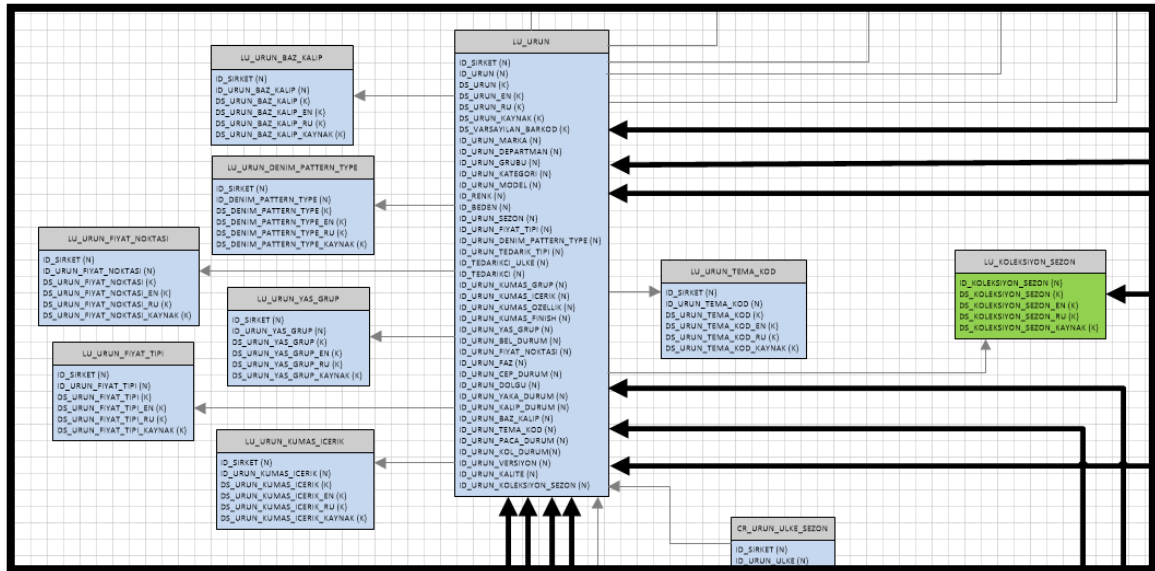 LU_URUN
ID_SIRKET (N)
ID_URUN (N)
DS_URUN (K)
DS_URUN_EN (K)
DS_URUN_RU (K)
DS_URUN_KAYNAK (K)
DS_VARSAYILAN_BARKOD (K)
ID_URUN_MARKA (N)
ID_URUN_DEPARTMAN (N)
ID_URUN_GRUBU (N)
ID_URUN_KATEGORI (N)
ID_URUN_MODEL (N)
ID_RENK (N)
ID_BEDEN (N)
ID_URUN_SEZON (N)
ID_URUN_FIYAT_TIPI (N)
ID_URUN_DENIM_PATTERN_TYPE (N)
ID_URUN_TEDARIK_TIPI (N)
ID_TEDARIKCI_ULKE (N)
ID_TEDARIKCI (N)
ID_URUN_KUMAS_GRUP (N)
ID_URUN_KUMAS_ICERIK (N)
ID_URUN_KUMAS_OZELLIK (N)
ID_URUN_KUMAS_FINISH (N)
ID_URUN_YAS_GRUP (N)
ID_URUN_BEL_DURUM (N)
ID_URUN_FIYAT_NOKTASI (N)
ID_URUN_FAZ (N)
ID_URUN_CEP_DURUM (N)
ID_URUN_DOLGU (N)
ID_URUN_YAKA_DURUM (N)
ID_URUN_KALIP_DURUM (N)
ID_URUN_BAZ_KALIP (N)
ID_URUN_TEMA_KOD (N)
ID_URUN_PACA_DURUM (N)
ID_URUN_KOL_DURUM(N)
ID_URUN_VERSIYON (N)
ID_URUN_KALITE (N)
ID_URUN_KOLEKSIYON_SEZON (N)
LU_URUN_BAZ_KALIP
ID_SIRKET (N)
ID_URUN_BAZ_KALIP (N)
DS_URUN_BAZ_KALIP (K)
DS_URUN_BAZ_KALIP_EN (K)
DS_URUN_BAZ_KALIP_RU (K)
DS_URUN_BAZ_KALIP_KAYNAK (K)
LU_URUN_DENIM_PATTERN_TYPE
ID_SIRKET (N)
ID_DENIM_PATTERN_TYPE (N)
DS_DENIM_PATTERN_TYPE (K)
DS_DENIM_PATTERN_TYPE_EN (K)
DS_DENIM_PATTERN_TYPE_RU (K)
DS_DENIM_PATTERN_TYPE_KAYNAK (K)
LU_URUN_FIYAT_NOKTASI
ID_SIRKET (N)
ID_URUN_FIYAT_NOKTASI (N)
DS_URUN_FIYAT_NOKTASI (K)
DS_URUN_FIYAT_NOKTASI_EN (K)
DS_URUN_FIYAT_NOKTASI_RU (K)
DS_URUN_FIYAT_NOKTASI_KAYNAK (K)
LU_URUN_YAS_GRUP
ID_SIRKET (N)
ID_URUN_YAS_GRUP (N)
DS_URUN_YAS_GRUP (K)
DS_URUN_YAS_GRUP_EN (K)
DS_URUN_YAS_GRUP_RU (K)
DS_URUN_YAS_GRUP_KAYNAK (K)
LU_URUN_FIYAT_TIPI
ID_SIRKET (N)
ID_URUN_FIYAT_TIPI (N)
DS_URUN_FIYAT_TIPI (K)
DS_URUN_FIYAT_TIPI_EN (K)
DS_URUN_FIYAT_TIPI_RU (K)
DS_URUN_FIYAT_TIPI_KAYNAK (K)
LU_URUN_KUMAS_ICERIK
ID_SIRKET (N)
ID_URUN_KUMAS_ICERIK (N)
DS_URUN_KUMAS_ICERIK (K)
DS_URUN_KUMAS_ICERIK_EN (K)
DS_URUN_KUMAS_ICERIK_RU (K)
DS_URUN_KUMAS_ICERIK_KAYNAK (K)
LU_URUN_TEMA_KOD
ID_SIRKET (N)
ID_URUN_TEMA_KOD (N)
DS_URUN_TEMA_KOD (K)
DS_URUN_TEMA_KOD_EN (K)
DS_URUN_TEMA_KOD_RU (K)
DS_URUN_TEMA_KOD_KAYNAK (K)
LU_KOLEKSIYON_SEZON
ID_KOLEKSIYON_SEZON (N)
DS_KOLEKSIYON_SEZON (K)
DS_KOLEKSIYON_SEZON_EN (K)
DS_KOLEKSIYON_SEZON_RU (K)
DS_KOLEKSIYON_SEZON_KAYNAK (K)
CR_URUN_ULKE_SEZON
ID_SIRKET (N)
ID_URUN_ULKE (N)